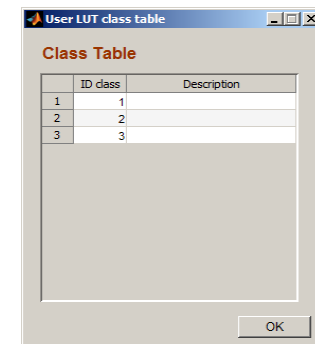 User LUT class table
Class Table
ID class Description
1 1
2 2
3 3
OK